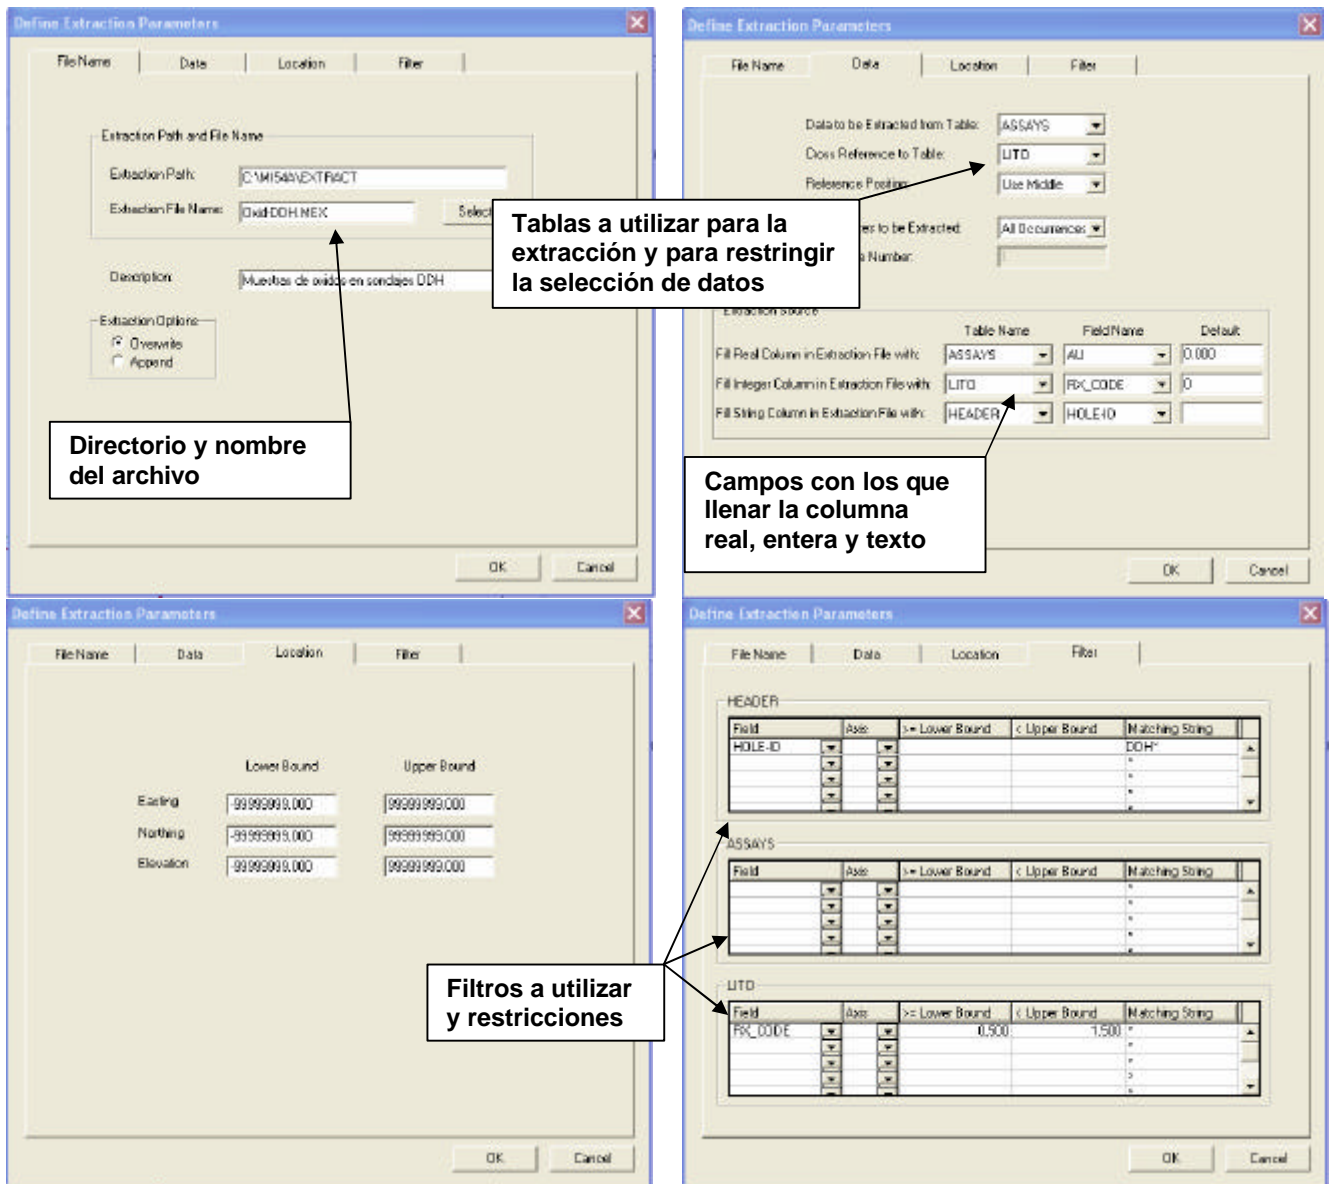 Define Extraction Parameters
File Name Data Location Filter
Extraction Path and File Name
Extraction Path: C:\MI54A\EXTRACT
Extraction File Name: Oxid-DDH.MEX Select
Description: Muestras de oxidos en sondajes DDH
Extraction Options
Overwrite
Append
Directorio y nombre
del archivo
OK Cancel
Define Extraction Parameters
File Name Data Location Filter
Data to be Extracted from Table: ASSAYS
Cross Reference to Table: LITO
Reference Position: Use Middle
to be Extracted: All Occurrences
Number: 1
Tablas a utilizar para la
extracción y para restringir
la selección de datos
Extraction Source
Table Name Field Name Default
Fill Real Column in Extraction File with: ASSAYS AU 0.000
Fill Integer Column in Extraction File with: LITO RX_CODE 0
Fill String Column in Extraction File with: HEADER HOLE-ID
Campos con los que
llenar la columna
real, entera y texto
OK Cancel
Define Extraction Parameters
File Name Data Location Filter
Lower Bound Upper Bound
Easting -99999999.000 99999999.000
Northing -99999999.000 99999999.000
Elevation -99999999.000 99999999.000
Filtros a utilizar
y restricciones
OK Cancel
Define Extraction Parameters
File Name Data Location Filter
HEADER
Field Axis >= Lower Bound < Upper Bound Matching String
HOLE-ID DDH*
*
*
*
ASSAYS
Field Axis >= Lower Bound < Upper Bound Matching String
*
*
*
*
LITO
Field Axis >= Lower Bound < Upper Bound Matching String
RX_CODE 0.500 1.500 *
*
*
*
OK Cancel